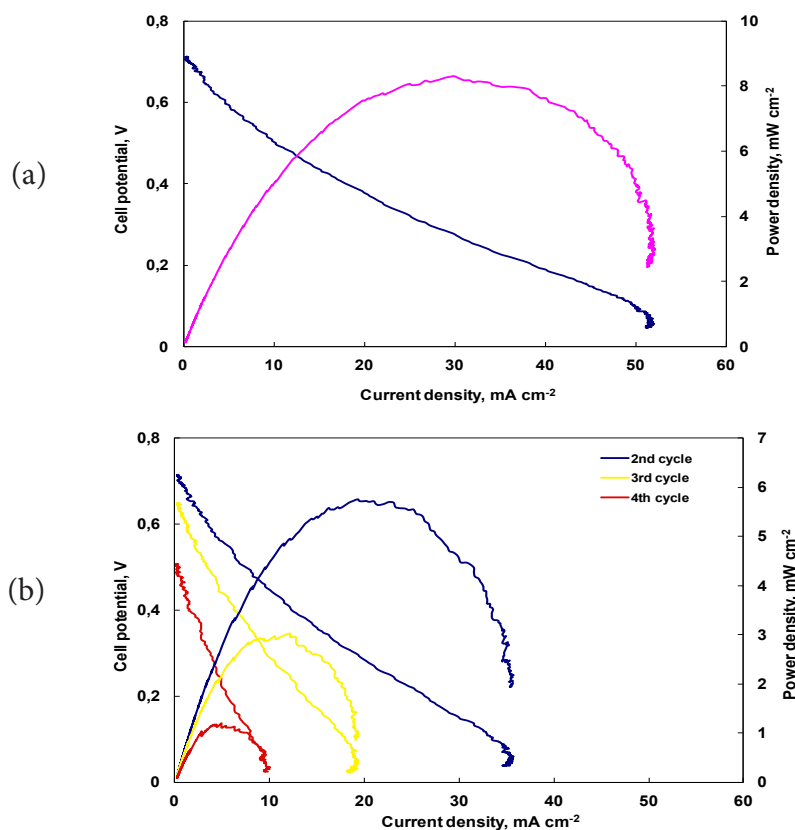 (a)
Cell potential, V
0,8
0,6
0,4
0,2
0
10
8
6
4
2
0
Power density, mW cm-2
0 10 20 30 40 50 60
Current density, mA cm-2
(b)
Cell potential, V
0,8
0,6
0,4
0,2
0
2nd cycle
3rd cycle
4th cycle
7
6
5
4
3
2
1
0
Power density, mW cm-2
0 10 20 30 40 50 60
Current density, mA cm-2